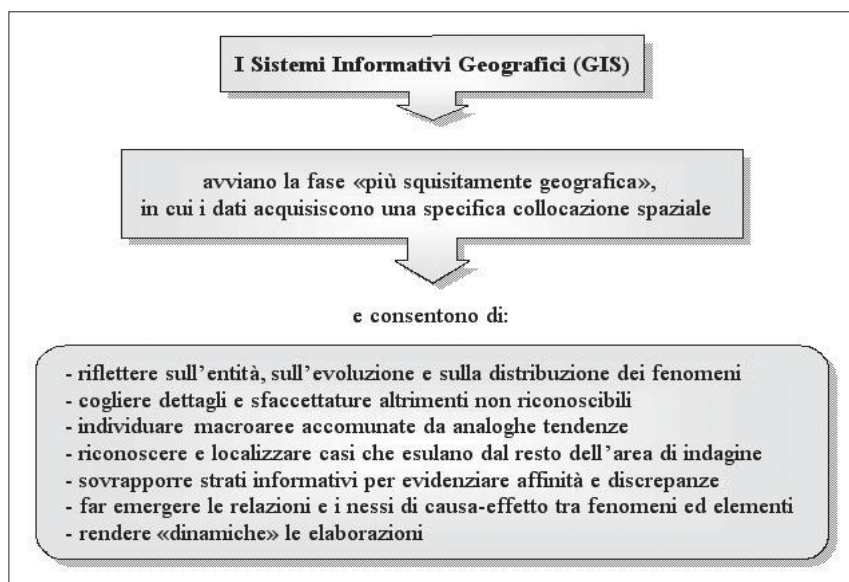 I Sistemi Informativi Geografici (GIS)
avviano la fase «più squisitamente geografica»,
in cui i dati acquisiscono una specifica collocazione spaziale
e consentono di:
- riflettere sull’entità, sull’evoluzione e sulla distribuzione dei fenomeni
- cogliere dettagli e sfaccettature altrimenti non riconoscibili
- individuare macroaree accomunate da analoghe tendenze
- riconoscere e localizzare casi che esulano dal resto dell’area di indagine
- sovrapporre strati informativi per evidenziare affinità e discrepanze
- far emergere le relazioni e i nessi di causa-effetto tra fenomeni ed elementi
- rendere «dinamiche» le elaborazioni